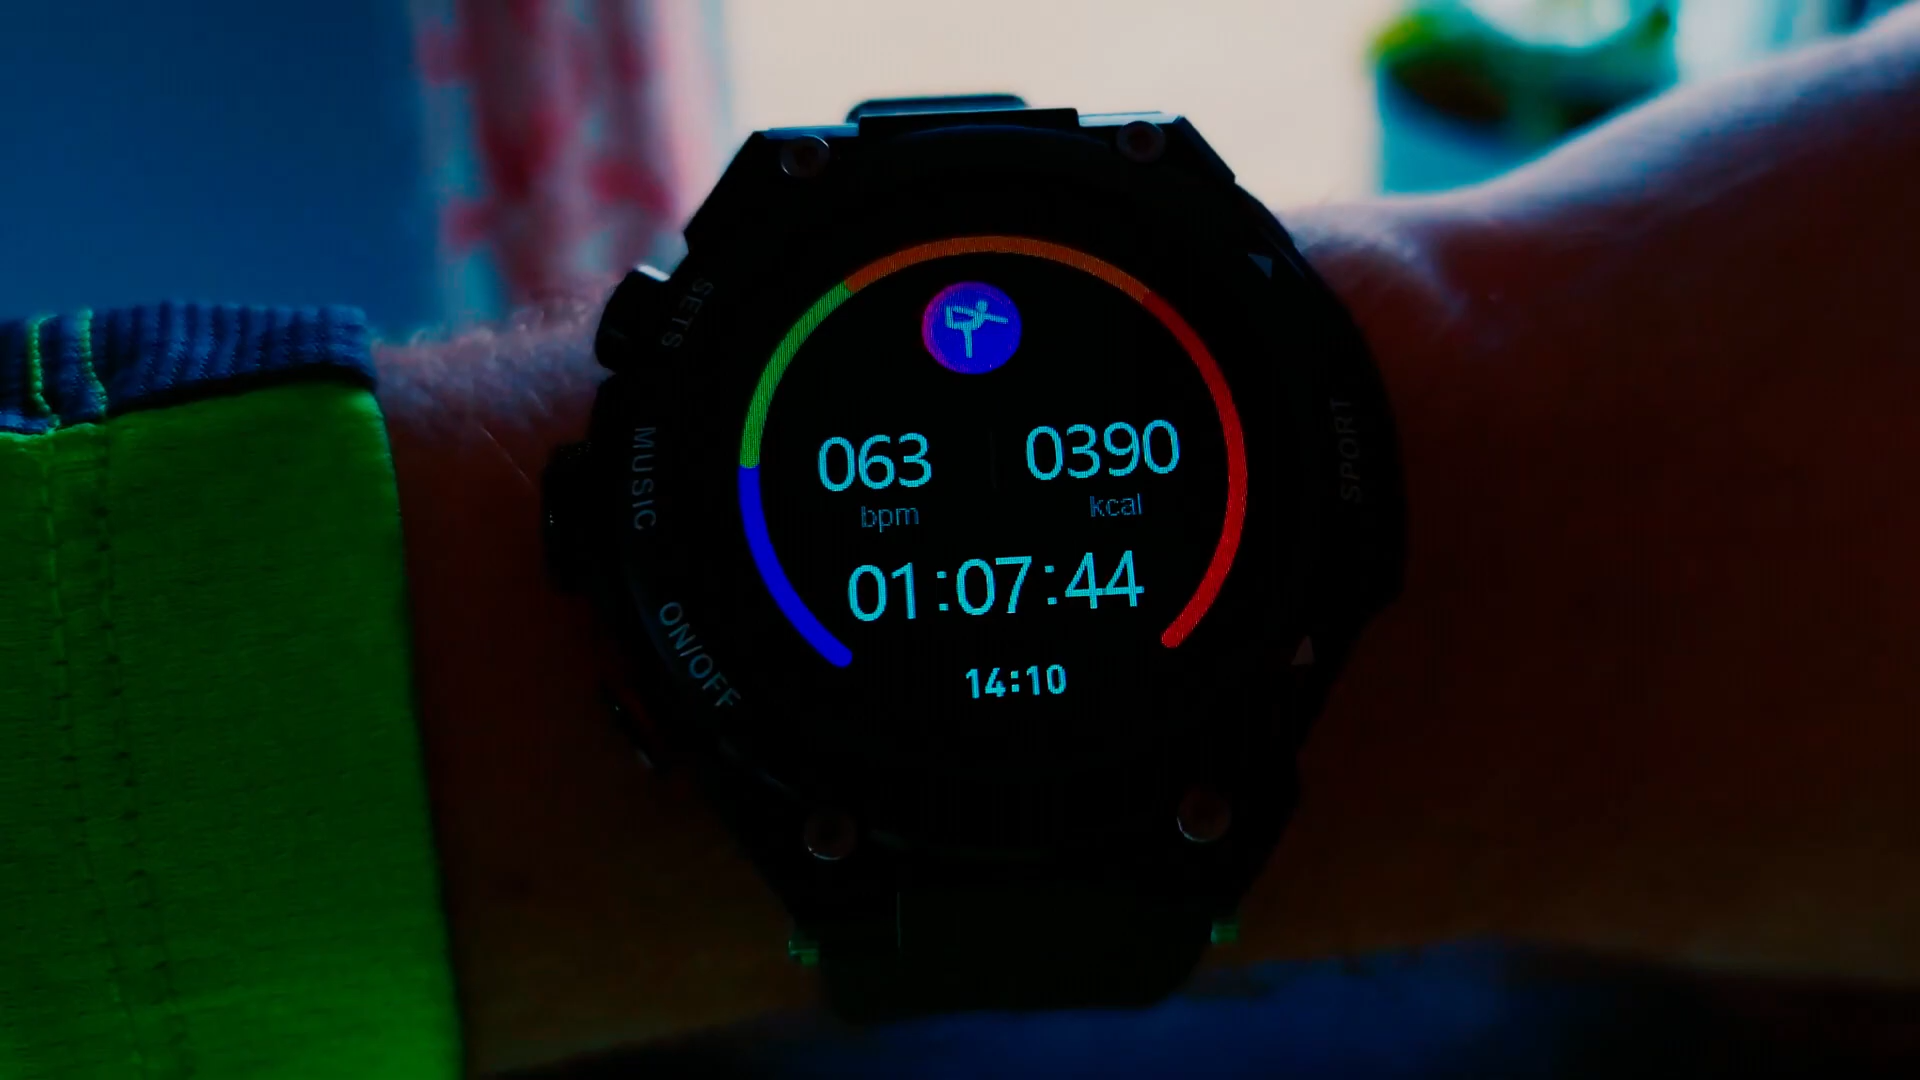 SETS
MUSIC
ON/OFF
SPORT
063 0390
bpm kcal
01:07:44
14:10